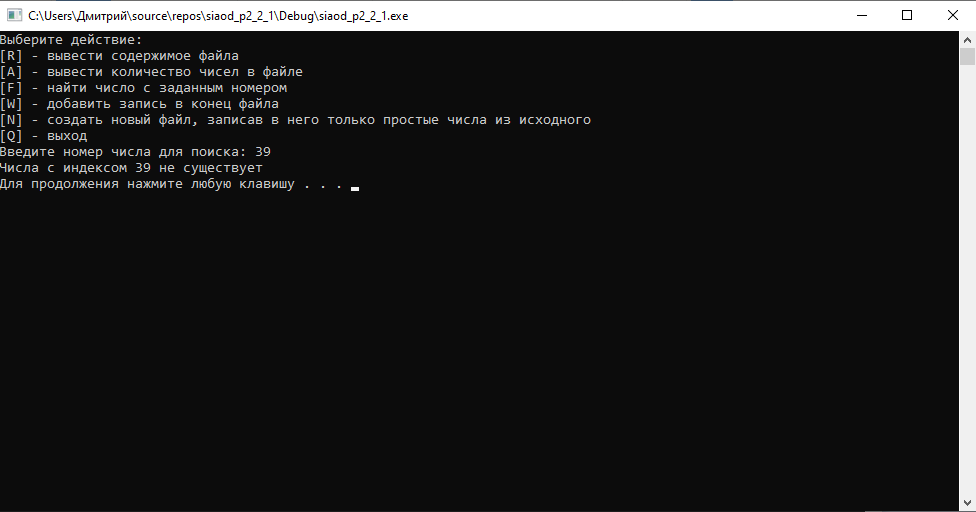 C:\Users\Дмитрий\source\repos\siaod_p2_2_1\Debug\siaod_p2_2_1.exe
Выберите действие:
[R] - вывести содержимое файла
[A] - вывести количество чисел в файле
[F] - найти число с заданным номером
[W] - добавить запись в конец файла
[N] - создать новый файл, записав в него только простые числа из исходного
[Q] - выход
Введите номер числа для поиска: 39
Числа с индексом 39 не существует
Для продолжения нажмите любую клавишу . . .